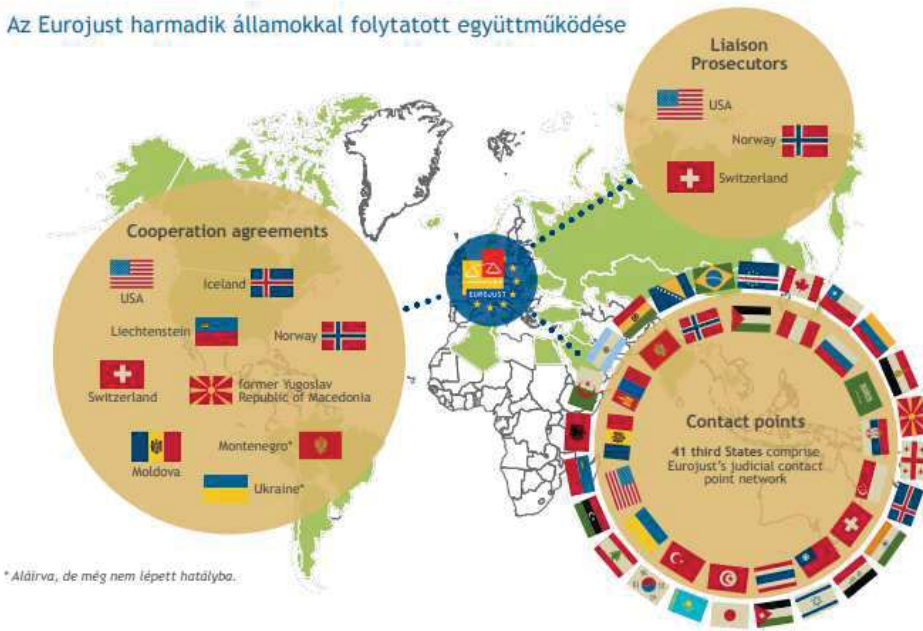 Az Eurojust harmadik államokkal folytatott együttműködése
Liaison
Prosecutors
USA
Norway
Switzerland
Cooperation agreements
USA
Iceland
Liechtenstein
Norway
Switzerland
former Yugoslav
Republic of Macedonia
Moldova
Montenegro*
Ukraine*
EUROJUST
Contact points
41 third States comprise
Eurojust's judicial contact
point network
* Aláírva, de még nem lépett hatályba.